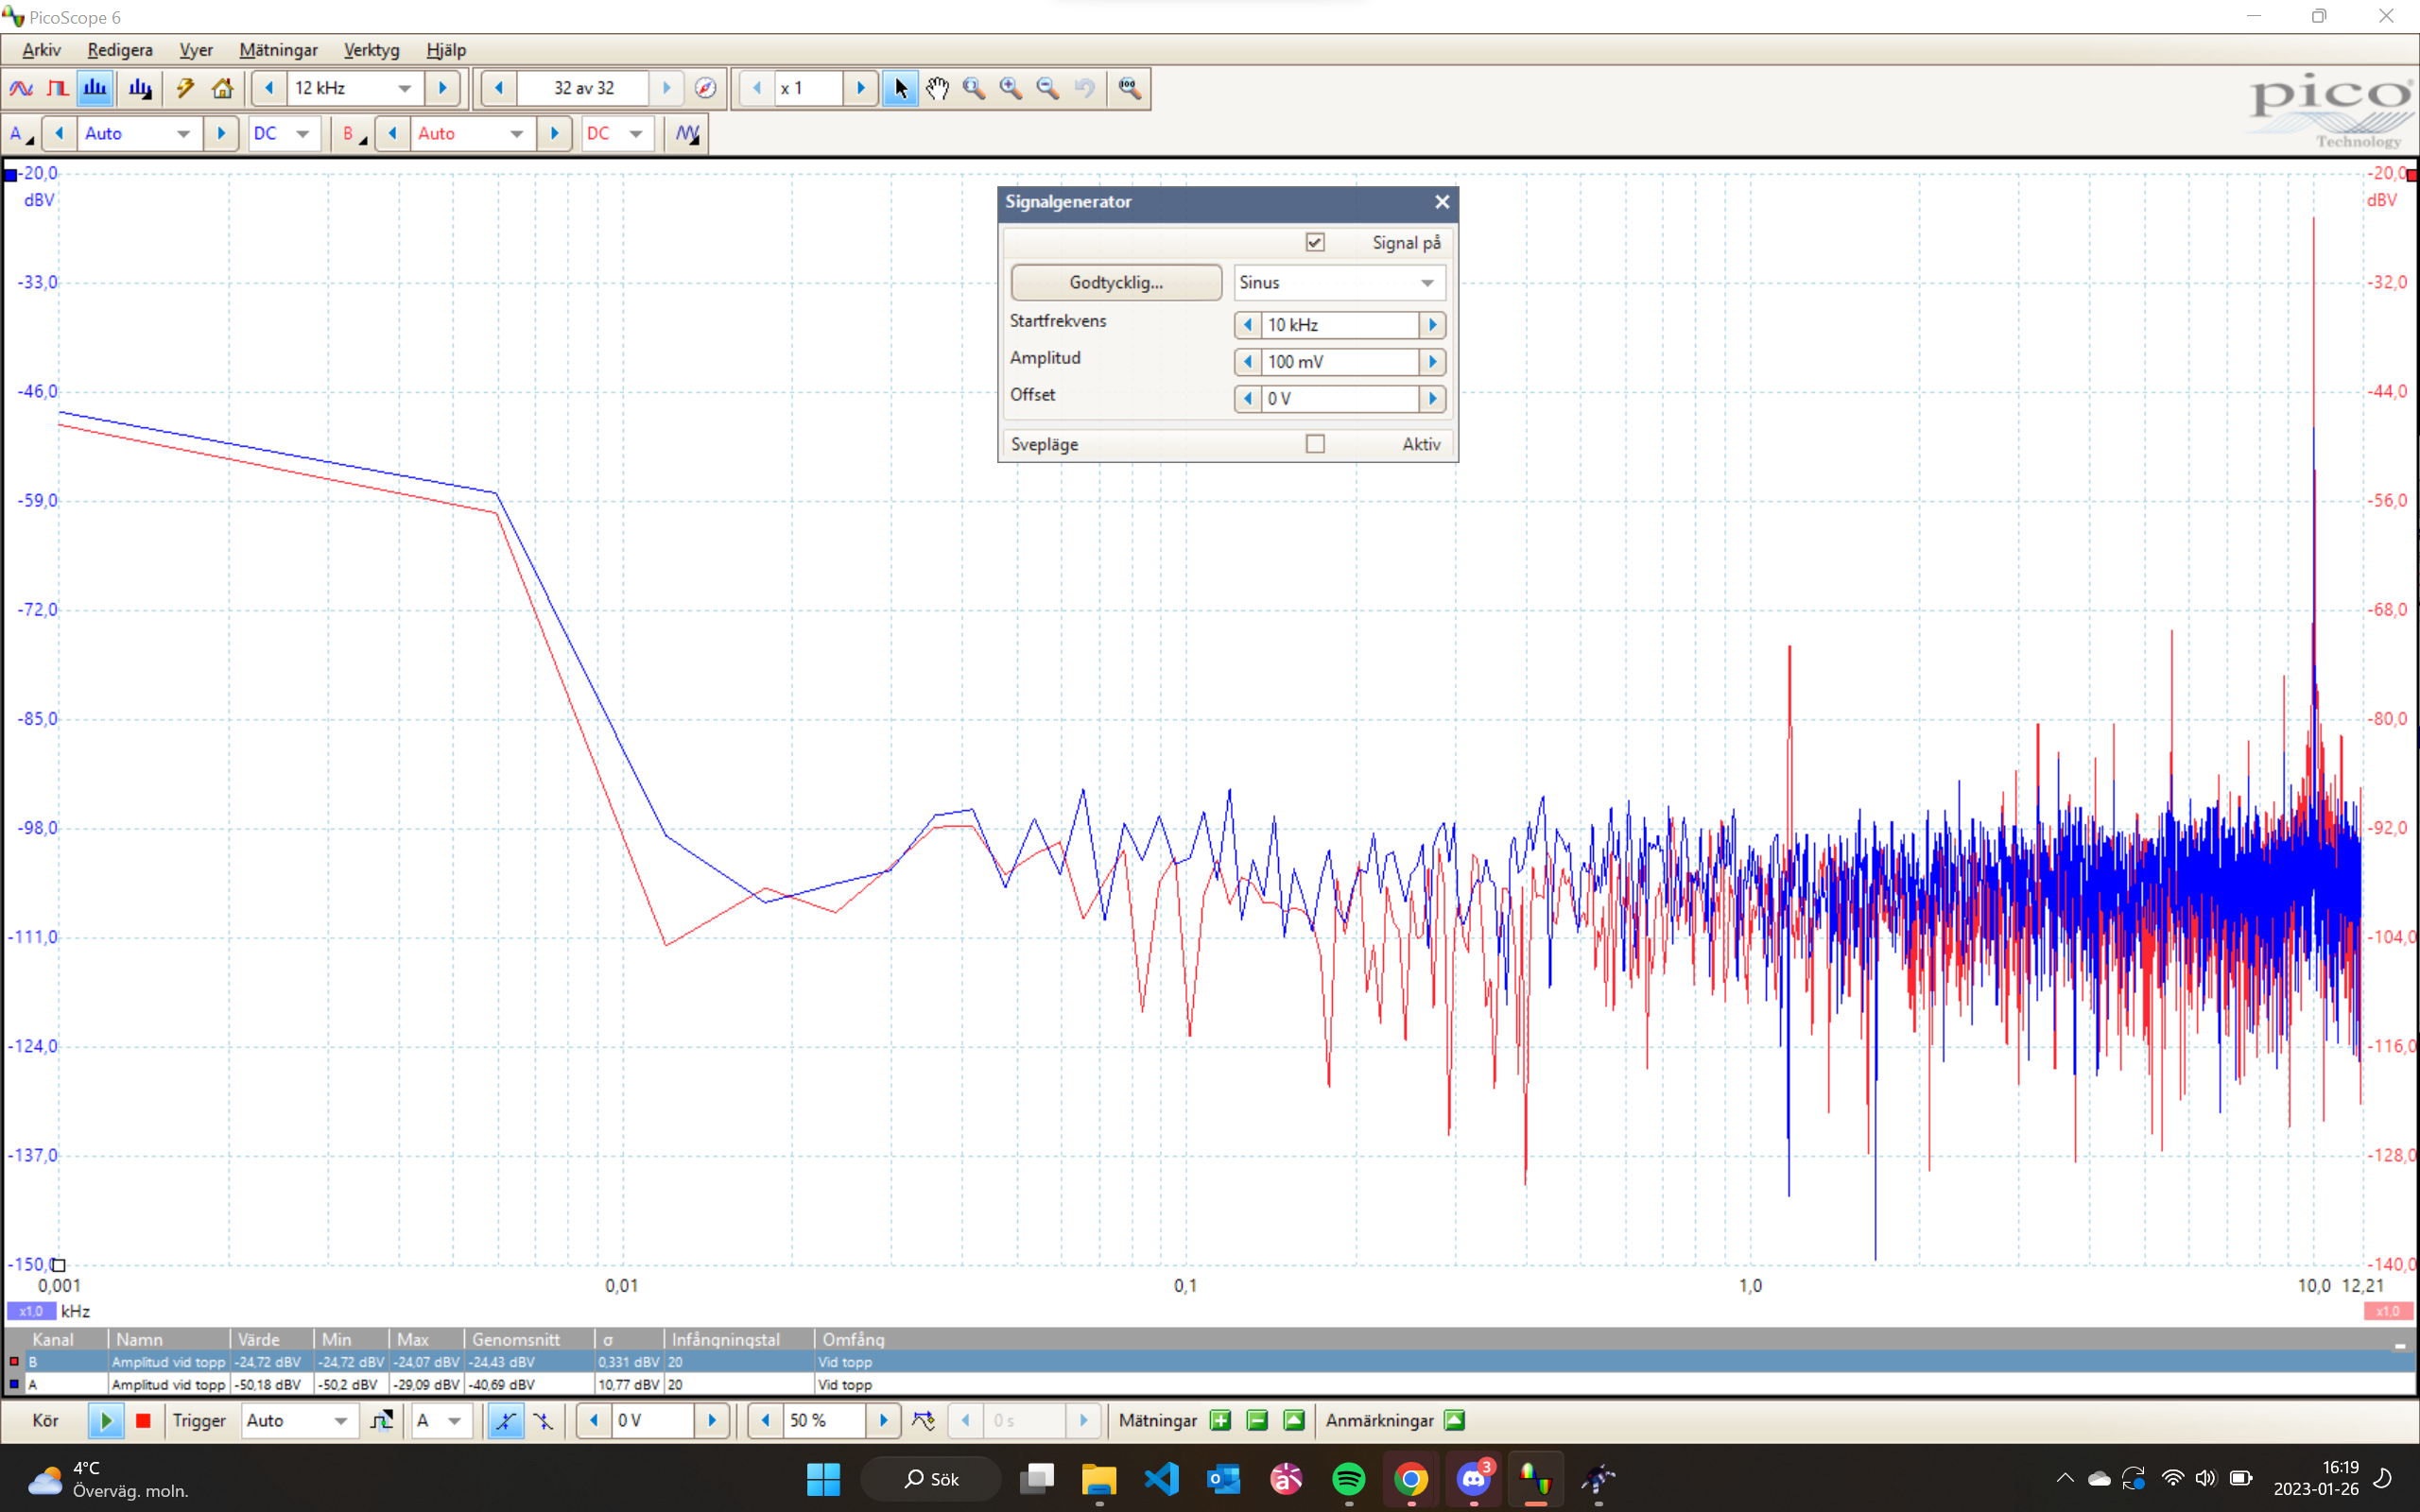 PicoScope 6
Arkiv Redigera Vyer Mätningar Verktyg Hjälp
12 kHz 32 av 32 x 1
pico
Technology
A Auto DC B Auto DC
-20,0 -20,0
dBV dBV
-33,0 -32,0
-46,0 -44,0
-59,0 -56,0
-72,0 -68,0
-85,0 -80,0
-98,0 -92,0
-111,0 -104,0
-124,0 -116,0
-137,0 -128,0
-150,0 -140,0
Signalgenerator
Signal på
Godtycklig... Sinus
Startfrekvens 10 kHz
Amplitud 100 mV
Offset 0 V
Svepläge Aktiv
0,001 0,01 0,1 1,0 10,0 12,21
x1,0 kHz x1,0
Kanal Namn Värde Min Max Genomsnitt σ Infångningstal Omfång
B Amplitud vid topp -24,72 dBV -24,72 dBV -24,07 dBV -24,43 dBV 0,331 dBV 20 Vid topp
A Amplitud vid topp -50,18 dBV -50,2 dBV -29,09 dBV -40,69 dBV 10,77 dBV 20 Vid topp
Kör Trigger Auto A 0 V 50 % 0 s Mätningar Anmärkningar
4°C
Överväg. moln.
Sök
3
16:19
2023-01-26